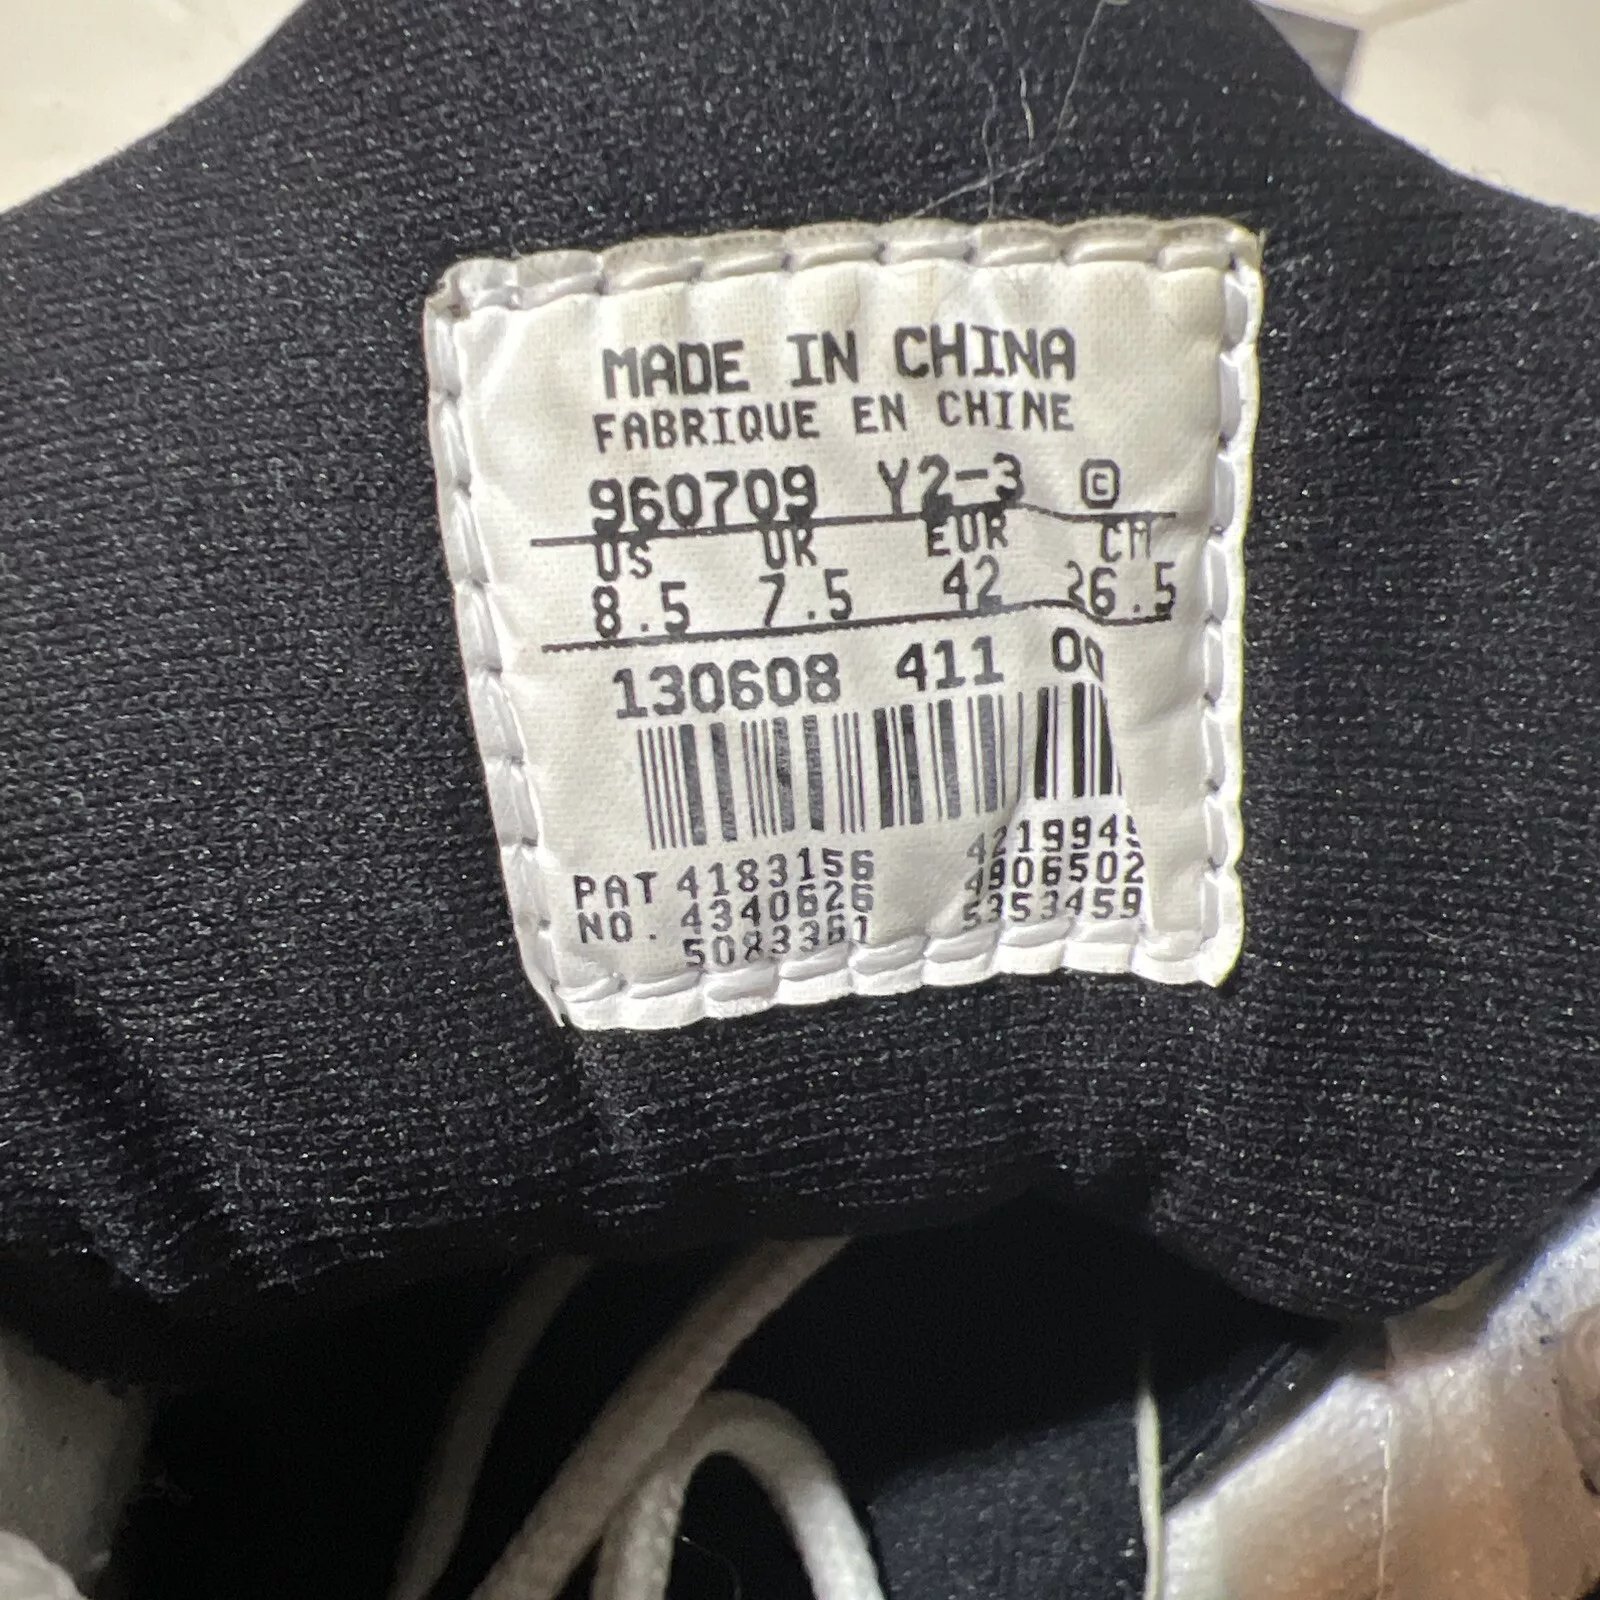 MADE IN CHINA
FABRIQUE EN CHINE
960709 Y2-3 ©
US UK EUR CM
8.5 7.5 42 26.5
130608 411
PAT 4183156
NO. 4340626 4906502
5083361 5353459